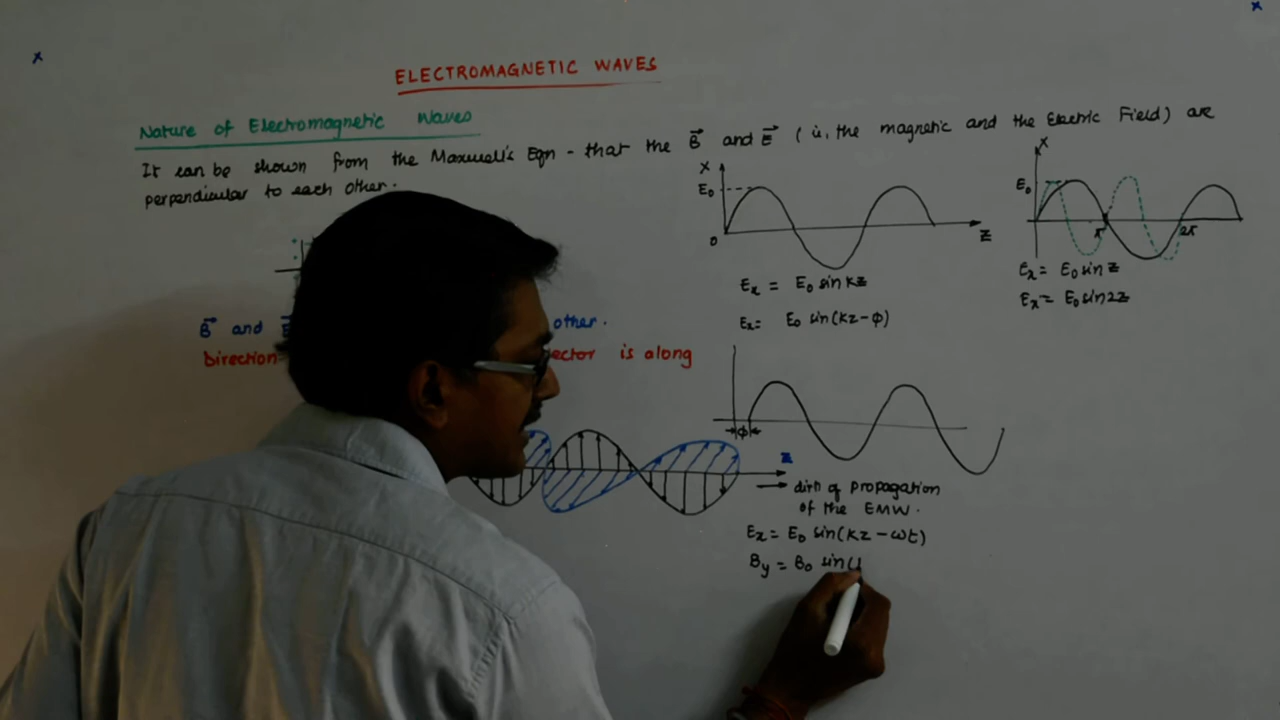 x
x
ELECTROMAGNETIC WAVES
Nature of Electromagnetic Waves
It can be shown from the Maxwell's Eqn - that the B⃗ and E⃗ (ie, the magnetic and the Electric Field) are
perpendicular to each other.
X
E₀
0
Z
Eₓ = E₀ sin kz
Eₓ = E₀ sin(kz-φ)
X
E₀
π
2π
Eₓ = E₀ sin z
Eₓ = E₀ sin 2z
B⃗ and other.
Direction is along
φ
z
dirn of propagation
of the EMW.
Eₓ = E₀ sin(kz - ωt)
By = B₀ sin(